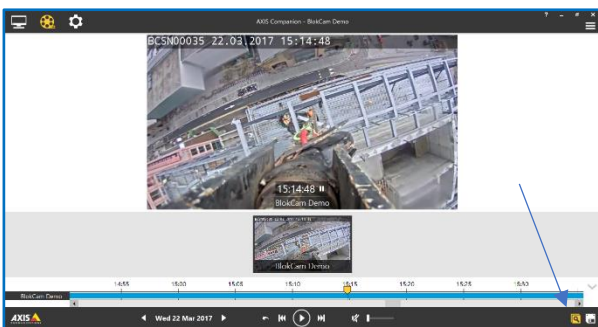 AXIS Companion - BlokCam Demo
BCSN00035 22.03.2017 15:14:48
15:14:48
BlokCam Demo
BlokCam Demo
14:55 15:00 15:05 15:10 15:15 15:20 15:25 15:30
BlokCam Demo
AXIS Wed 22 Mar 2017